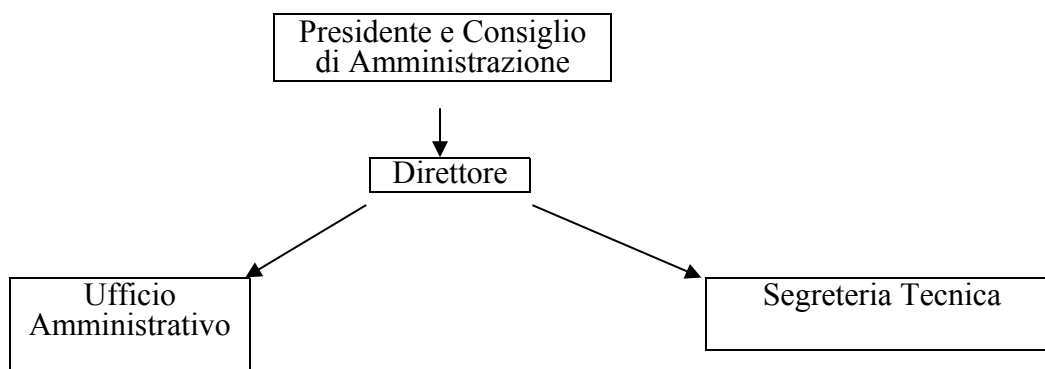 Presidente e Consiglio
di Amministrazione
Direttore
Ufficio
Amministrativo
Segreteria Tecnica